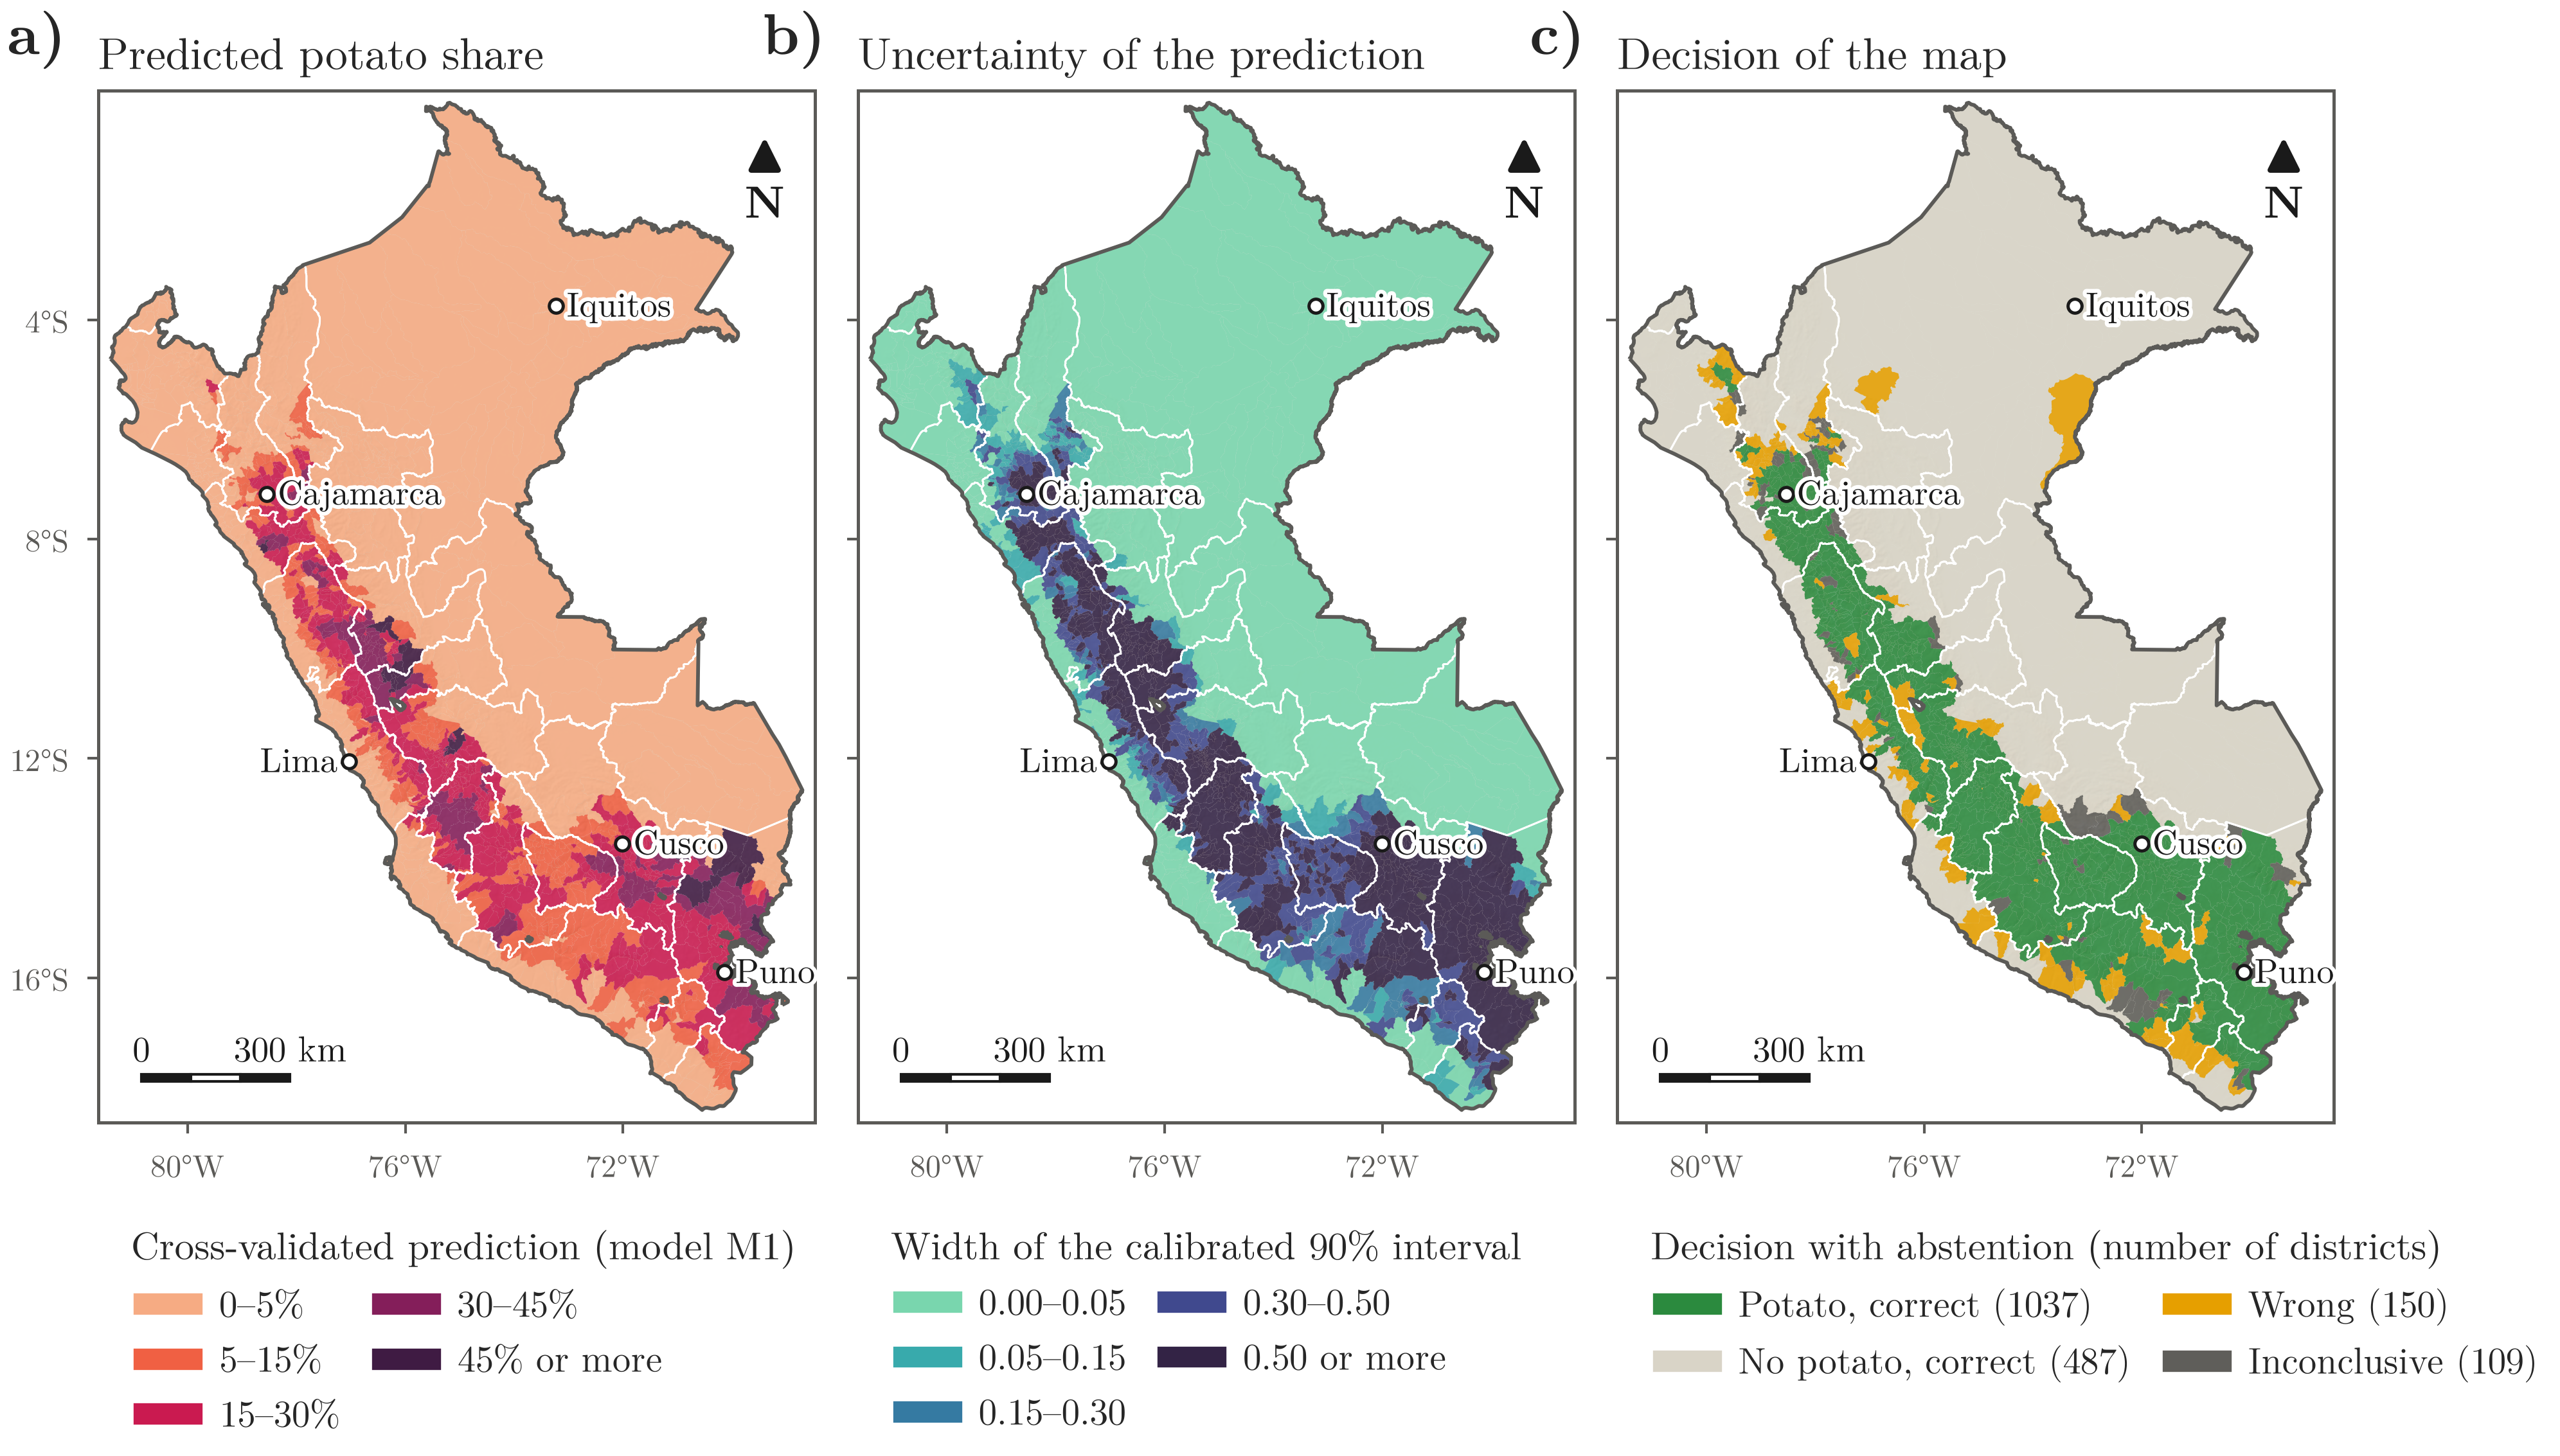 a)
Predicted potato share
N
Iquitos
4°S
Cajamarca
8°S
Lima
12°S
Cusco
Puno
16°S
0 300 km
80°W 76°W 72°W
Cross-validated prediction (model M1)
0–5%
5–15%
15–30%
30–45%
45% or more
b)
Uncertainty of the prediction
N
Iquitos
Cajamarca
Lima
Cusco
Puno
0 300 km
80°W 76°W 72°W
Width of the calibrated 90% interval
0.00–0.05
0.05–0.15
0.15–0.30
0.30–0.50
0.50 or more
c)
Decision of the map
N
Iquitos
Cajamarca
Lima
Cusco
Puno
0 300 km
80°W 76°W 72°W
Decision with abstention (number of districts)
Potato, correct (1037)
No potato, correct (487)
Wrong (150)
Inconclusive (109)